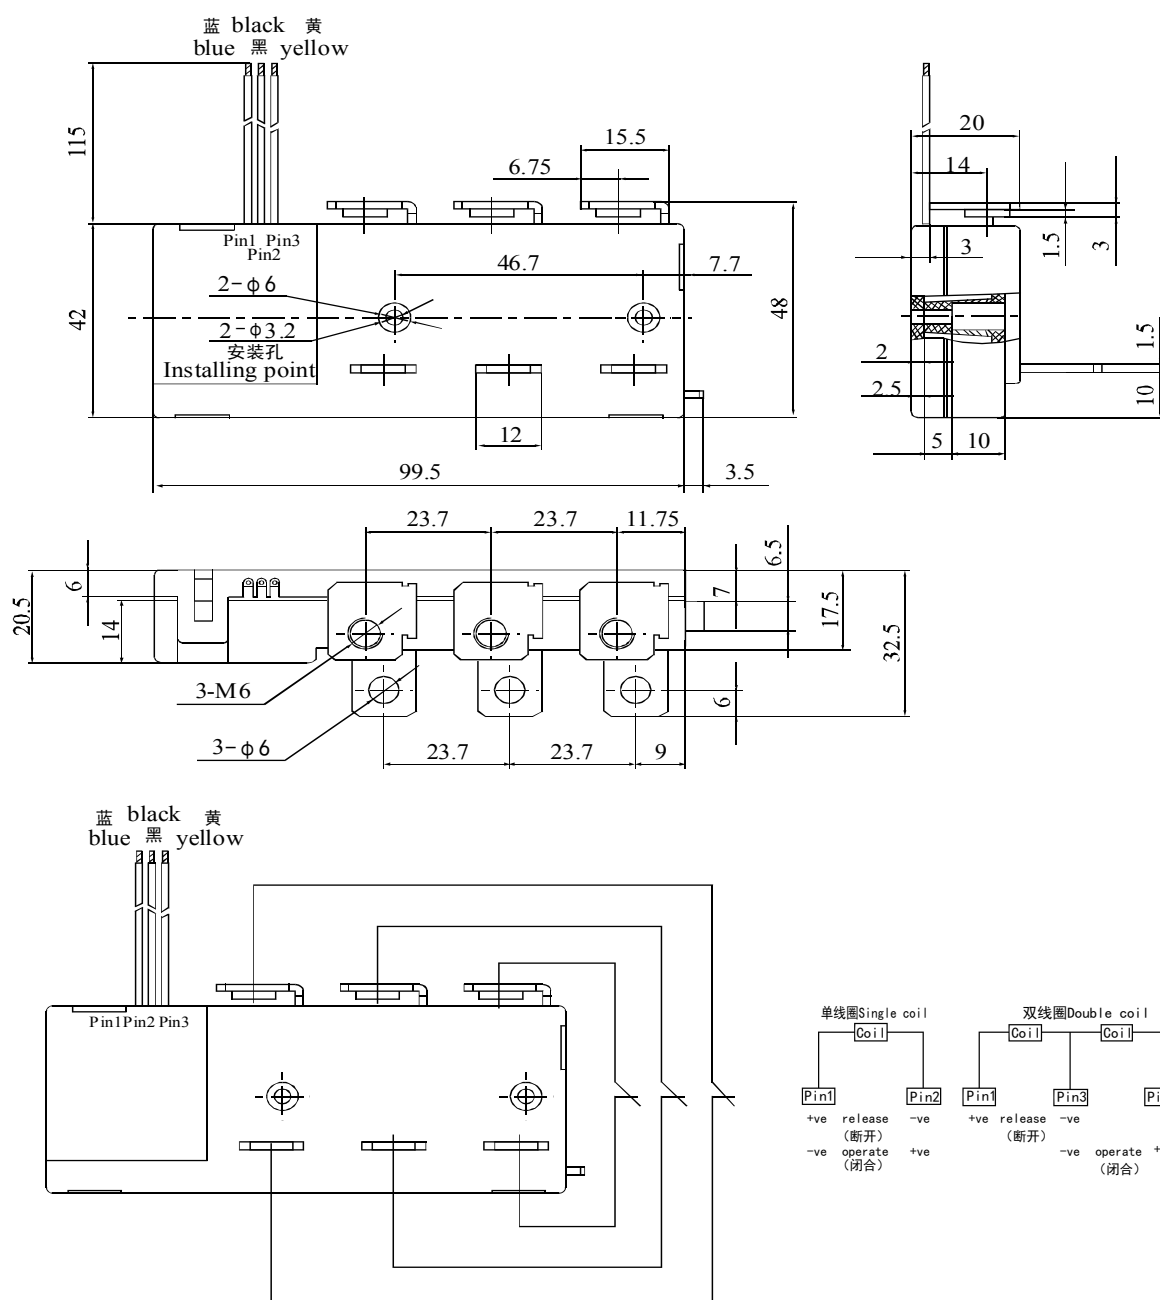 蓝 black 黄
blue 黑 yellow
115
20
15.5
14
6.75
Pin1 Pin3
Pin2
3
1.5
3
46.7
7.7
2-φ6
42
48
2-φ3.2
安装孔
Installing point
2
1.5
2.5
10
12
5
10
99.5
3.5
23.7
23.7
11.75
6.5
6
7
20.5
14
17.5
32.5
3-M6
6
3-φ6
23.7
23.7
9
蓝 black 黄
blue 黑 yellow
Pin1Pin2 Pin3
单线圈Single coil
双线圈Double coil
Coil
Coil
Coil
Pin1
Pin2
Pin1
Pin3
+ve release -ve
+ve release -ve
(断开)
(断开)
-ve operate +ve
-ve operate +
(闭合)
(闭合)